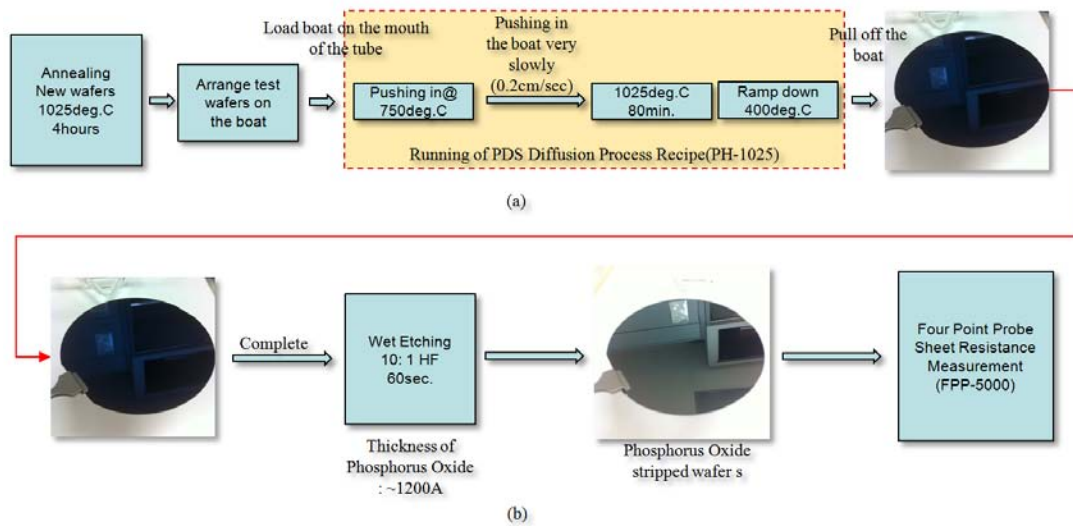 Annealing
New wafers
1025deg.C
4hours
Arrange test
wafers on
the boat
Load boat on the mouth
of the tube
Pushing in@
750deg.C
Pushing in
the boat very
slowly
(0.2cm/sec)
1025deg.C
80min.
Ramp down
400deg.C
Running of PDS Diffusion Process Recipe(PH-1025)
Pull off the
boat
(a)
Complete
Wet Etching
10: 1 HF
60sec.
Thickness of
Phosphorus Oxide
: ~1200A
Phosphorus Oxide
stripped wafer s
Four Point Probe
Sheet Resistance
Measurement
(FPP-5000)
(b)